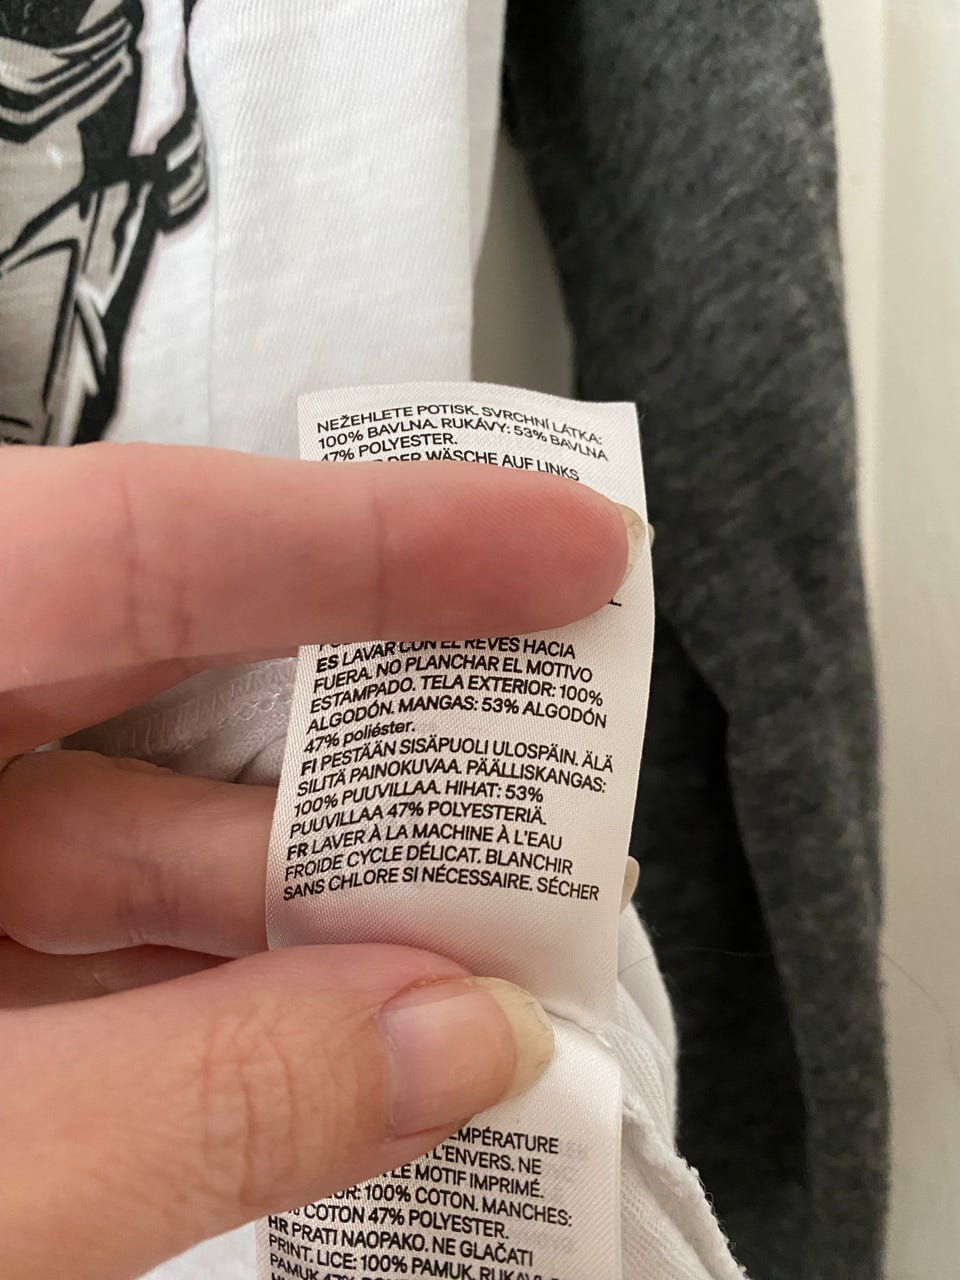 NEŽEHLETE POTISK. SVRCHNÍ LÁTKA:
100% BAVLNA. RUKÁVY: 53% BAVLNA
47% POLYESTER.
DER WÄSCHE AUF LINKS
ES LAVAR CON EL REVES HACIA
FUERA. NO PLANCHAR EL MOTIVO
ESTAMPADO. TELA EXTERIOR: 100%
ALGODÓN. MANGAS: 53% ALGODÓN
47% poliéster.
FI PESTÄÄN SISÄPUOLI ULOSPÄIN. ÄLÄ
SILITÄ PAINOKUVAA. PÄÄLLISKANGAS:
100% PUUVILLAA. HIHAT: 53%
PUUVILLAA 47% POLYESTERIÄ.
FR LAVER À LA MACHINE À L'EAU
FROIDE CYCLE DÉLICAT. BLANCHIR
SANS CHLORE SI NÉCESSAIRE. SÉCHER
L'ENVERS. NE
LE MOTIF IMPRIMÉ.
100% COTON. MANCHES:
COTON 47% POLYESTER.
HR PRATI NAOPAKO. NE GLAČATI
PRINT. LICE: 100% PAMUK.
PAMUK 47%